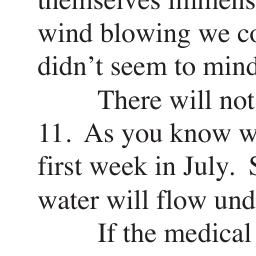 themselves immens
wind blowing we co
didn’t seem to mind
There will not
11.  As you know w
first week in July.  S
water will flow und
If the medical